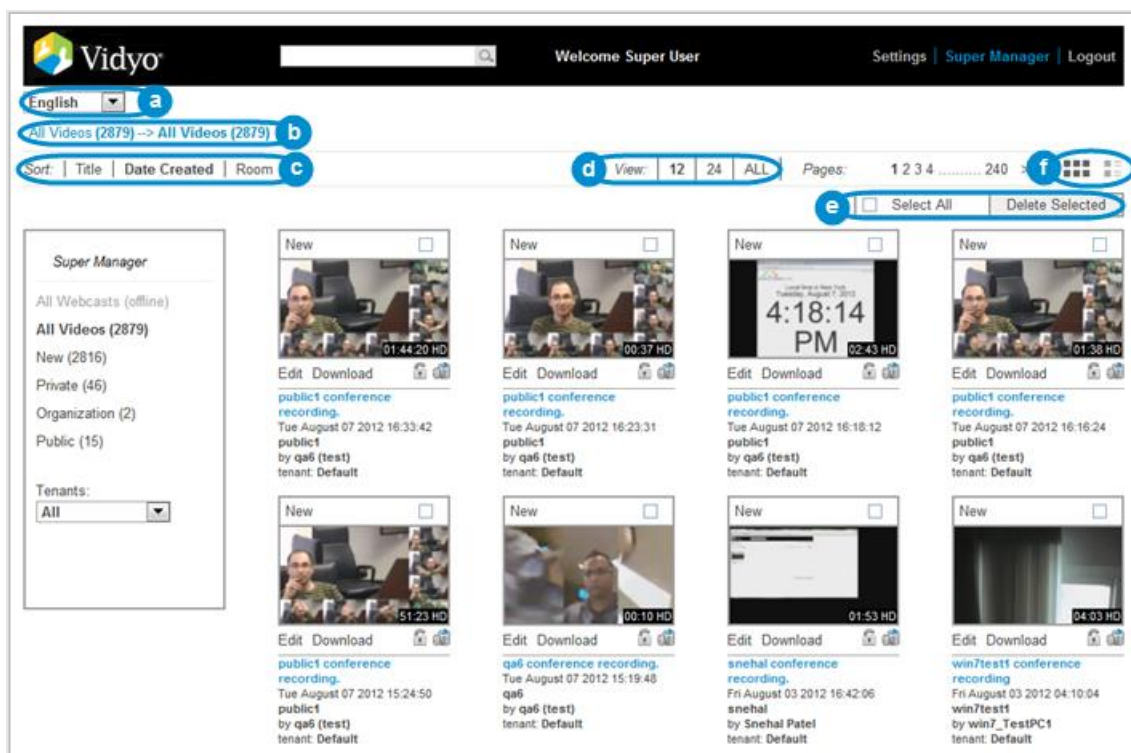 Vidyo Welcome Super User Settings | Super Manager | Logout
English a
All Videos (2879) --> All Videos (2879) b
Sort: | Title | Date Created | Room c d View: 12 24 ALL Pages: 1 2 3 4 .......... 240 > f
e Select All Delete Selected
Super Manager
All Webcasts (offline)
All Videos (2879)
New (2816)
Private (46)
Organization (2)
Public (15)
Tenants:
All
New New New New
Local time in New York
Tuesday, August 7, 2012
4:18:14
PM
01:44:20 HD 00:37 HD 02:43 HD 01:38 HD
Edit Download Edit Download Edit Download Edit Download
public1 conference public1 conference public1 conference public1 conference
recording. recording. recording. recording.
Tue August 07 2012 16:33:42 Tue August 07 2012 16:23:31 Tue August 07 2012 16:18:12 Tue August 07 2012 16:16:24
public1 public1 public1 public1
by qa6 (test) by qa6 (test) by qa6 (test) by qa6 (test)
tenant: Default tenant: Default tenant: Default tenant: Default
New New New New
51:23 HD 00:10 HD 01:53 HD 04:03 HD
Edit Download Edit Download Edit Download Edit Download
public1 conference qa6 conference recording. snehal conference win7test1 conference
recording. Tue August 07 2012 15:19:48 recording. recording
Tue August 07 2012 15:24:50 qa6 Fri August 03 2012 16:42:06 Fri August 03 2012 04:10:04
public1 by qa6 (test) snehal win7test1
by qa6 (test) tenant: Default by Snehal Patel by win7_TestPC1
tenant: Default tenant: Default tenant: Default